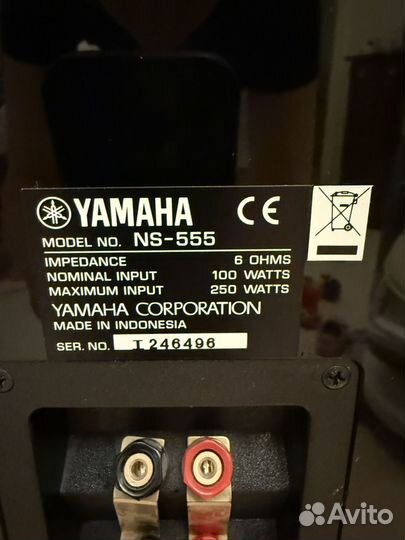 YAMAHA CE
MODEL NO. NS-555
IMPEDANCE 6 OHMS
NOMINAL INPUT 100 WATTS
MAXIMUM INPUT 250 WATTS
YAMAHA CORPORATION
MADE IN INDONESIA
SER. NO. I 246496
Avito